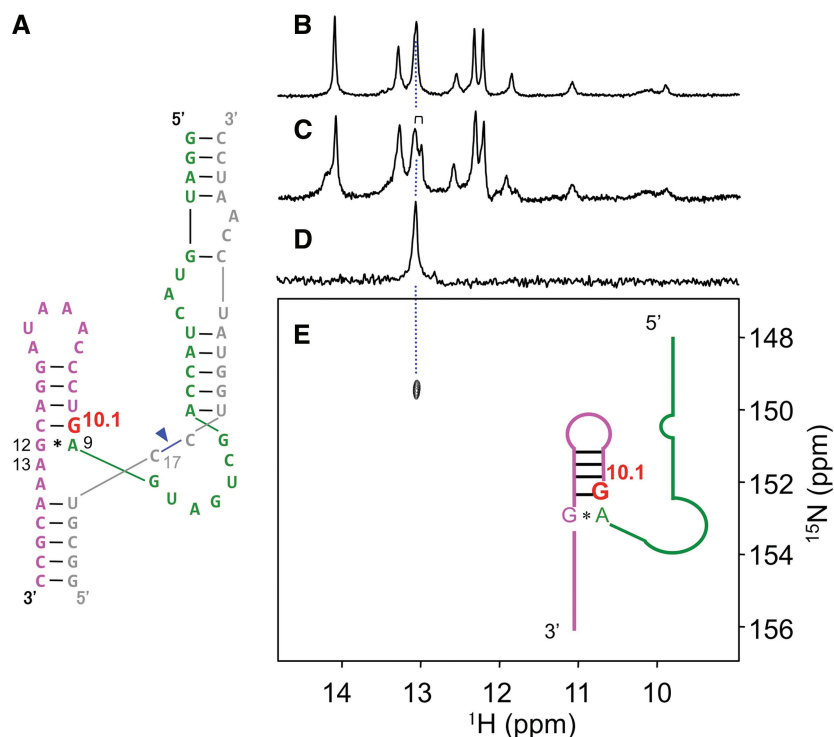 A
5' 3'
G C
G C
A U
U A
A
C
G C
U
A
C U
U A
A U
C G
C G
A U
A A
U A
A C
G C
G C
A U
C G 10.1
12 G * A 9
13 A
A
A U
C G
G C
C G
C G
3' 5'
C 17 C
G
C
U
G
A
U
G
B
C
D
E
5'
10.1
G
G * A
3'
148
150
152
154
156
15N (ppm)
14 13 12 11 10
1H (ppm)